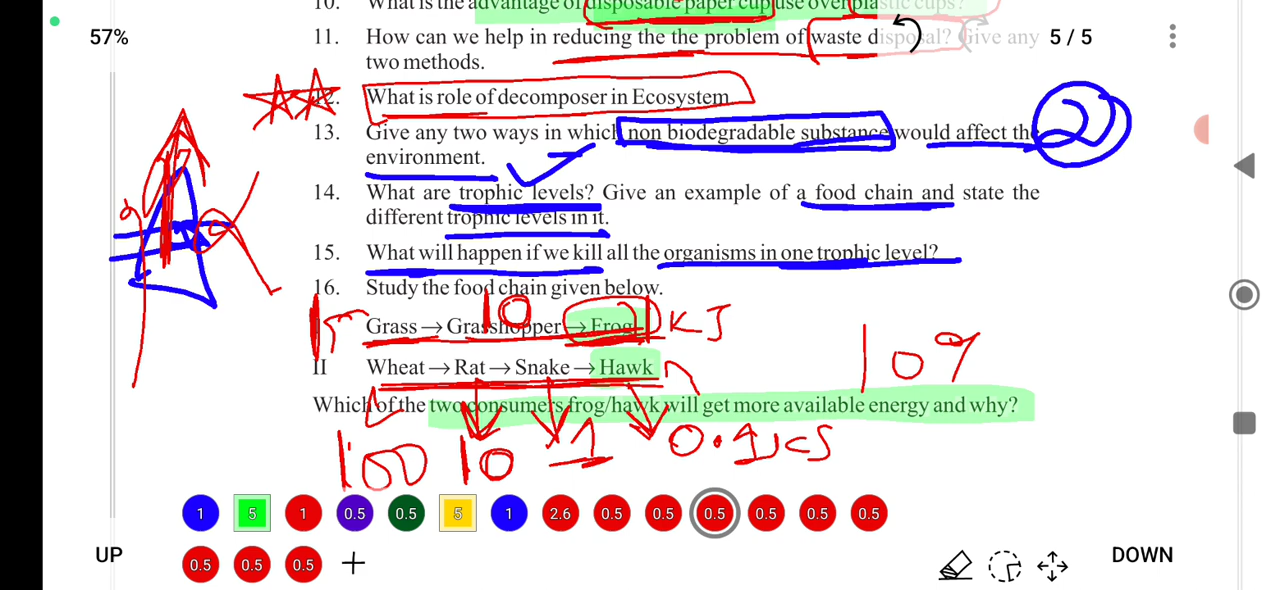 10. What is the advantage of disposable paper cup use over plastic cups?
57%
11. How can we help in reducing the the problem of waste disposal? Give any
5 / 5
two methods.
12. What is role of decomposer in Ecosystem
13. Give any two ways in which non biodegradable substance would affect the
environment.
14. What are trophic levels? Give an example of a food chain and state the
different trophic levels in it.
15. What will happen if we kill all the organisms in one trophic level?
16. Study the food chain given below.
10
Grass → Grasshopper → Frog
KJ
10%
II Wheat → Rat → Snake → Hawk
Which of the two consumers frog/hawk will get more available energy and why?
100 10 1 0.1
1 5 1 0.5 0.5 5 1 2.6 0.5 0.5 0.5 0.5 0.5 0.5
UP
DOWN
0.5 0.5 0.5 +